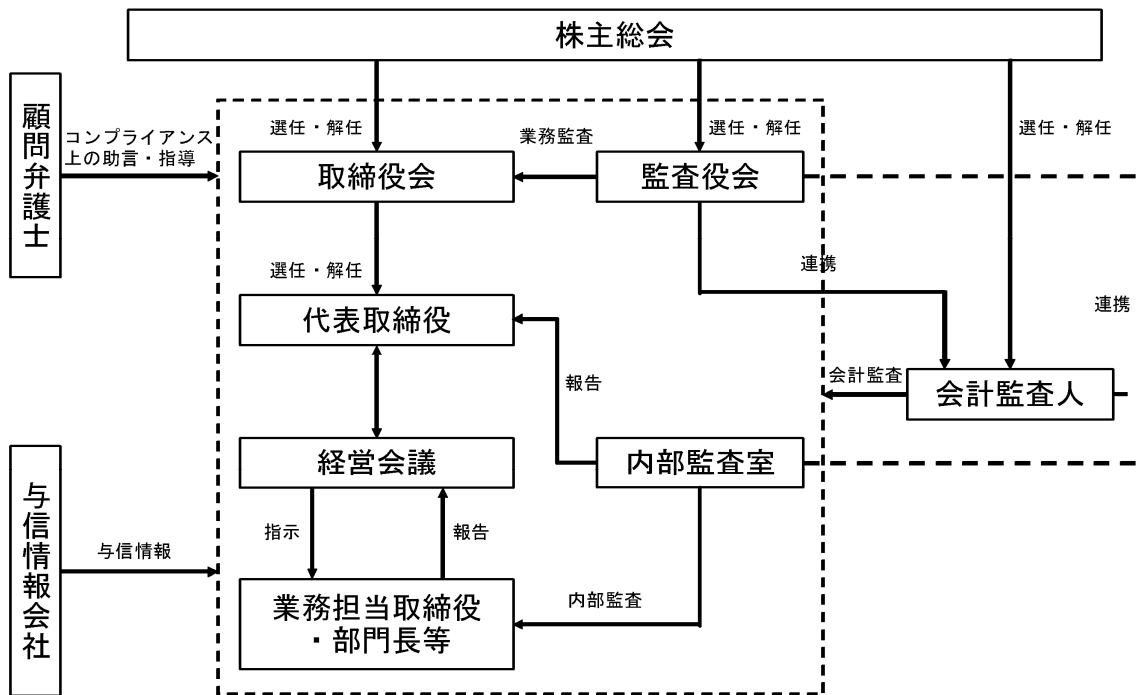 株主総会
顧問弁護士
コンプライアンス
上の助言・指導
選任・解任
業務監査
選任・解任
選任・解任
取締役会
監査役会
選任・解任
連携
連携
代表取締役
報告
会計監査
会計監査人
経営会議
内部監査室
与信情報会社
与信情報
指示
報告
内部監査
業務担当取締役
・部門長等